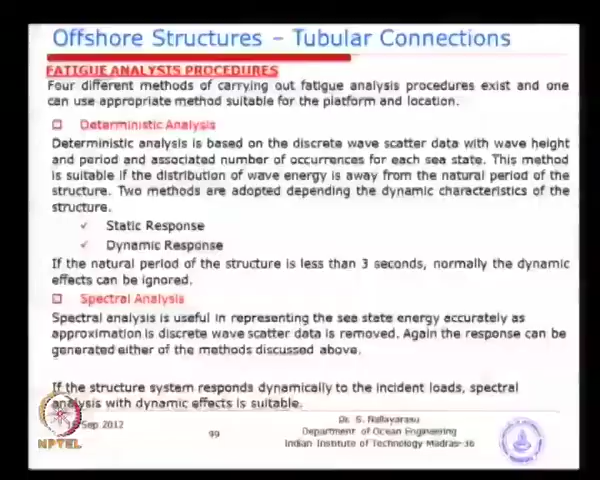 Offshore Structures – Tubular Connections
FATIGUE ANALYSIS PROCEDURES
Four different methods of carrying out fatigue analysis procedures exist and one
can use appropriate method suitable for the platform and location.
Deterministic Analysis
Deterministic analysis is based on the discrete wave scatter data with wave height
and period and associated number of occurrences for each sea state. This method
is suitable if the distribution of wave energy is away from the natural period of the
structure. Two methods are adopted depending the dynamic characteristics of the
structure.
✓ Static Response
✓ Dynamic Response
If the natural period of the structure is less than 3 seconds, normally the dynamic
effects can be ignored.
Spectral Analysis
Spectral analysis is useful in representing the sea state energy accurately as
approximation is discrete wave scatter data is removed. Again the response can be
generated either of the methods discussed above.
If the structure system responds dynamically to the incident loads, spectral
analysis with dynamic effects is suitable.
Sep 2012
99
Dr. S. Nallayarasu
Department of Ocean Engineering
Indian Institute of Technology Madras-36
NPTEL